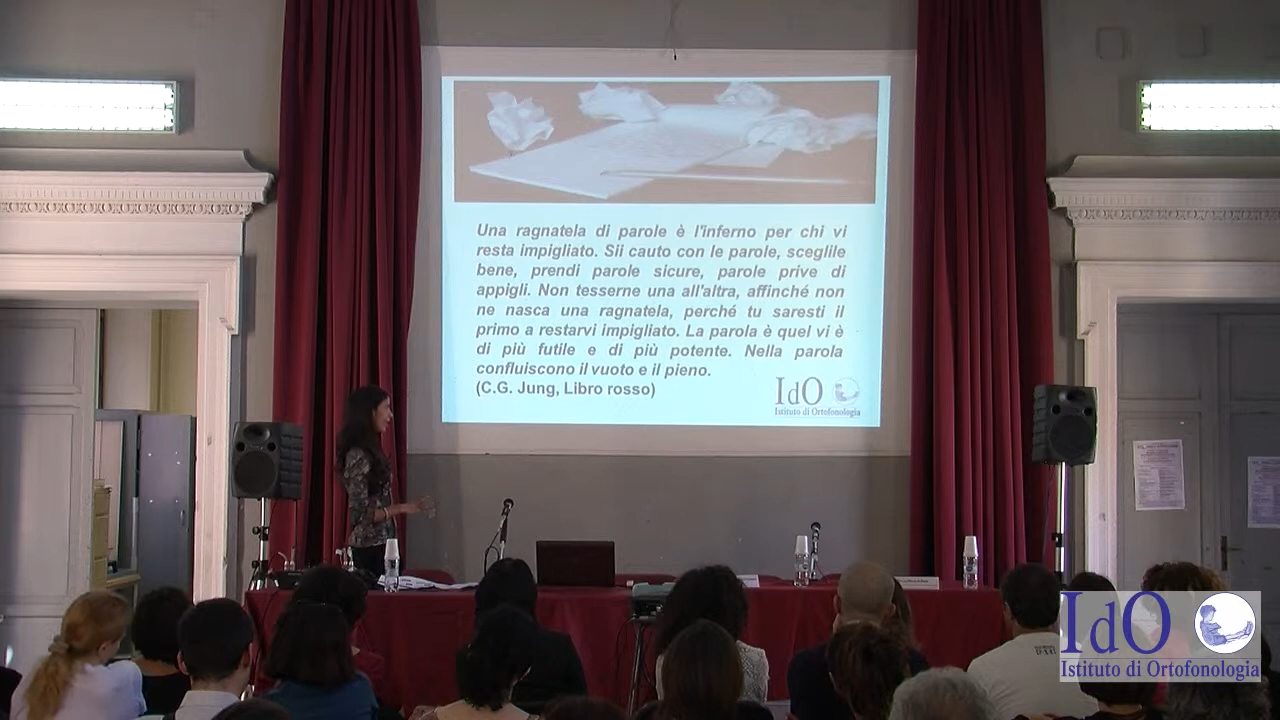 Una ragnatela di parole è l'inferno per chi vi
resta impigliato. Sii cauto con le parole, sceglile
bene, prendi parole sicure, parole prive di
appigli. Non tesserne una all'altra, affinché non
ne nasca una ragnatela, perché tu saresti il
primo a restarvi impigliato. La parola è quel vi è
di più futile e di più potente. Nella parola
confluiscono il vuoto e il pieno.
(C.G. Jung, Libro rosso)
IdO
Istituto di Ortofonologia
IdO
Istituto di Ortofonologia